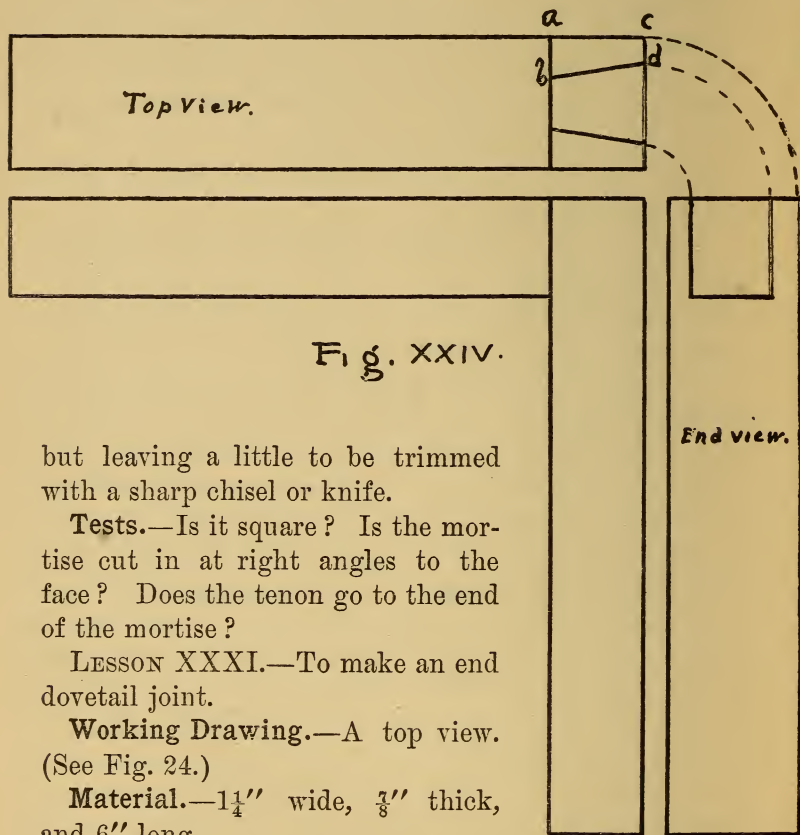 a c
b d
Top View.
Fig. XXIV.
End view.
but leaving a little to be trimmed
with a sharp chisel or knife.
Tests.—Is it square? Is the mor-
tise cut in at right angles to the
face? Does the tenon go to the end
of the mortise?
LESSON XXXI.—To make an end
dovetail joint.
Working Drawing.—A top view.
(See Fig. 24.)
Material.—1¼″ wide, ⅞″ thick,
and 6″ long.